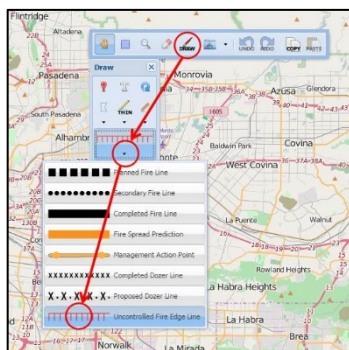 Flintridge
Altadena
DRAW
UNDO
REDO
COPY
PASTE
Draw
Pasadena
Monrovia
Azusa
Glendora
South Pasadena
THIN
Alhambr
Baldwin Park
Covina
West Covina
Planned Fire Line
Secondary Fire Line
Completed Fire Line
Fire Spread Prediction
La Puente
Walnut
Management Action Point
XXXXXXXXXXXX Completed Dozer Line
X . X . X . X . Proposed Dozer Line
Rowland Heights
Uncontrolled Fire Edge Line
La Habra Heights
La Habra
Norwalk
La Mirada
Brea